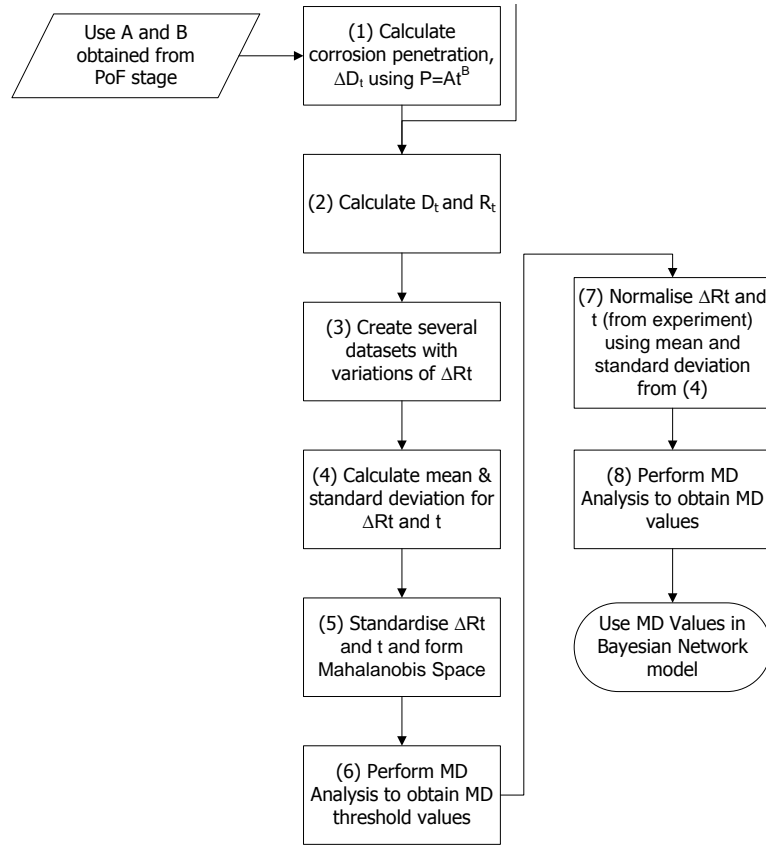 Use A and B
obtained from
PoF stage
(1) Calculate
corrosion penetration,
ΔDₜ using P=Atᴮ
(2) Calculate Dₜ and Rₜ
(3) Create several
datasets with
variations of ΔRt
(4) Calculate mean &
standard deviation for
ΔRt and t
(5) Standardise ΔRt
and t and form
Mahalanobis Space
(6) Perform MD
Analysis to obtain MD
threshold values
(7) Normalise ΔRt and
t (from experiment)
using mean and
standard deviation
from (4)
(8) Perform MD
Analysis to obtain MD
values
Use MD Values in
Bayesian Network
model